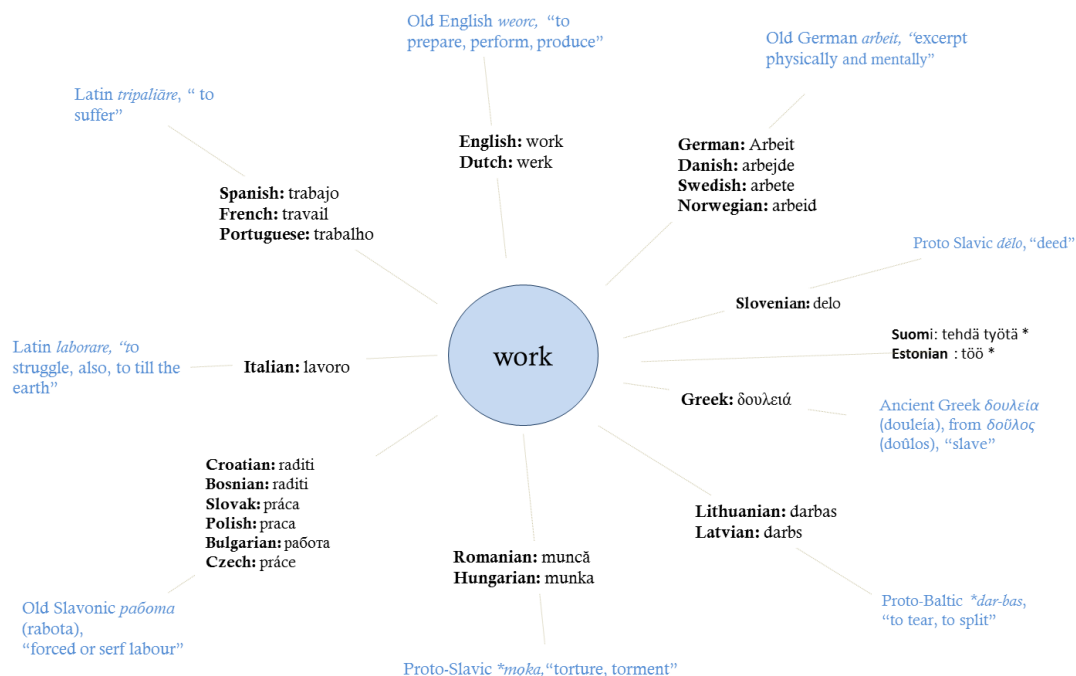 Old English weorc, “to
prepare, perform, produce”
Old German arbeit, “excerpt
physically and mentally”
Latin tripaliāre, “ to
suffer”
English: work
Dutch: werk
German: Arbeit
Danish: arbejde
Swedish: arbete
Norwegian: arbeid
Spanish: trabajo
French: travail
Portuguese: trabalho
Proto Slavic dělo, “deed”
Slovenian: delo
Suomi: tehdä työtä *
Estonian : töö *
Latin laborare, “to
struggle, also, to till the
earth”
Italian: lavoro
work
Greek: δουλειά
Ancient Greek δουλεία
(douleía), from δοῦλος
(doûlos), “slave”
Croatian: raditi
Bosnian: raditi
Slovak: práca
Polish: praca
Bulgarian: работа
Czech: práce
Lithuanian: darbas
Latvian: darbs
Romanian: muncă
Hungarian: munka
Old Slavonic работа
(rabota),
“forced or serf labour”
Proto-Baltic *dar-bas,
“to tear, to split”
Proto-Slavic *mǫka,“torture, torment”